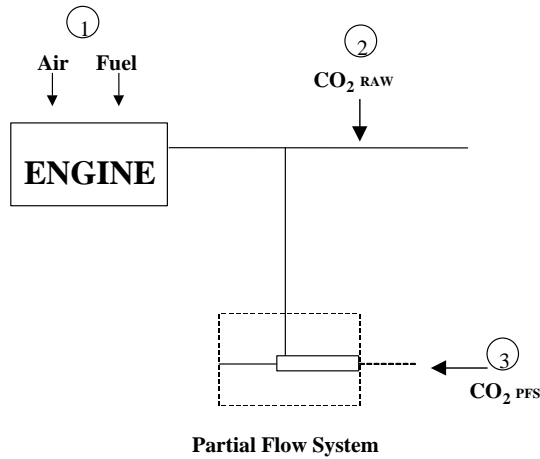 1
Air Fuel
2
CO2 RAW
ENGINE
3
CO2 PFS
Partial Flow System